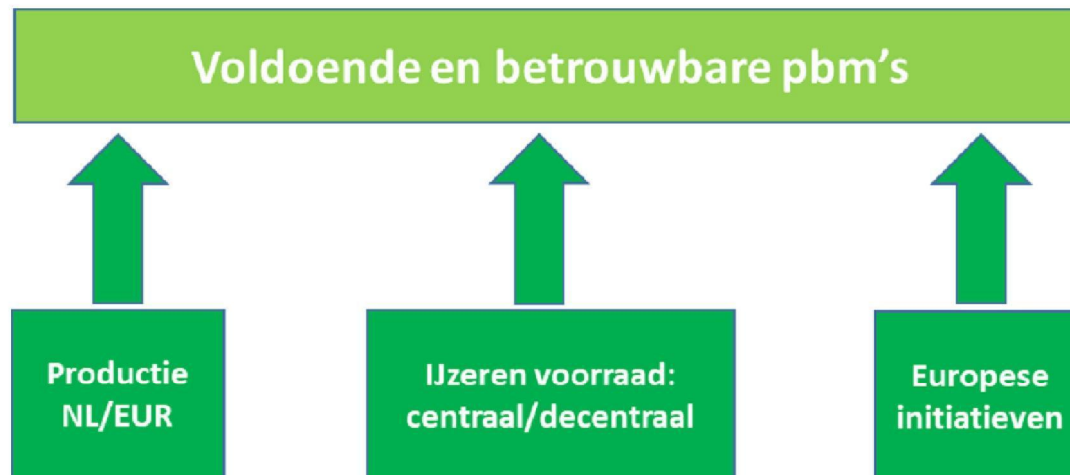 Voldoende en betrouwbare pbm's
Productie
NL/EUR
IJzeren voorraad:
centraal/decentraal
Europese
initiatieven